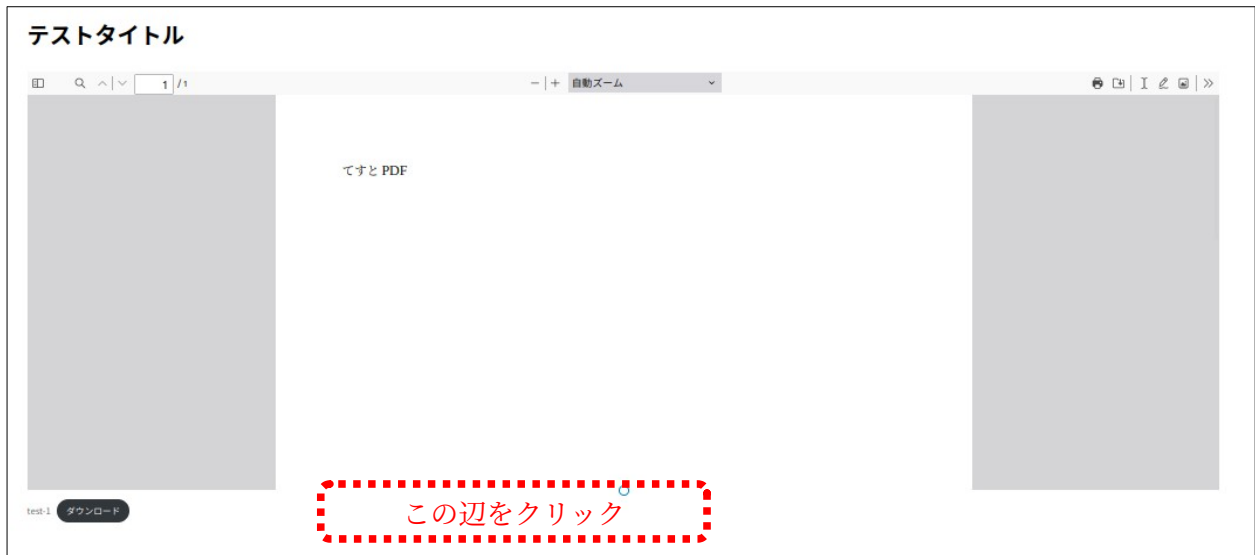 テストタイトル
1 / 1
自動ズーム
てすと PDF
test-1 ダウンロード
この辺をクリック